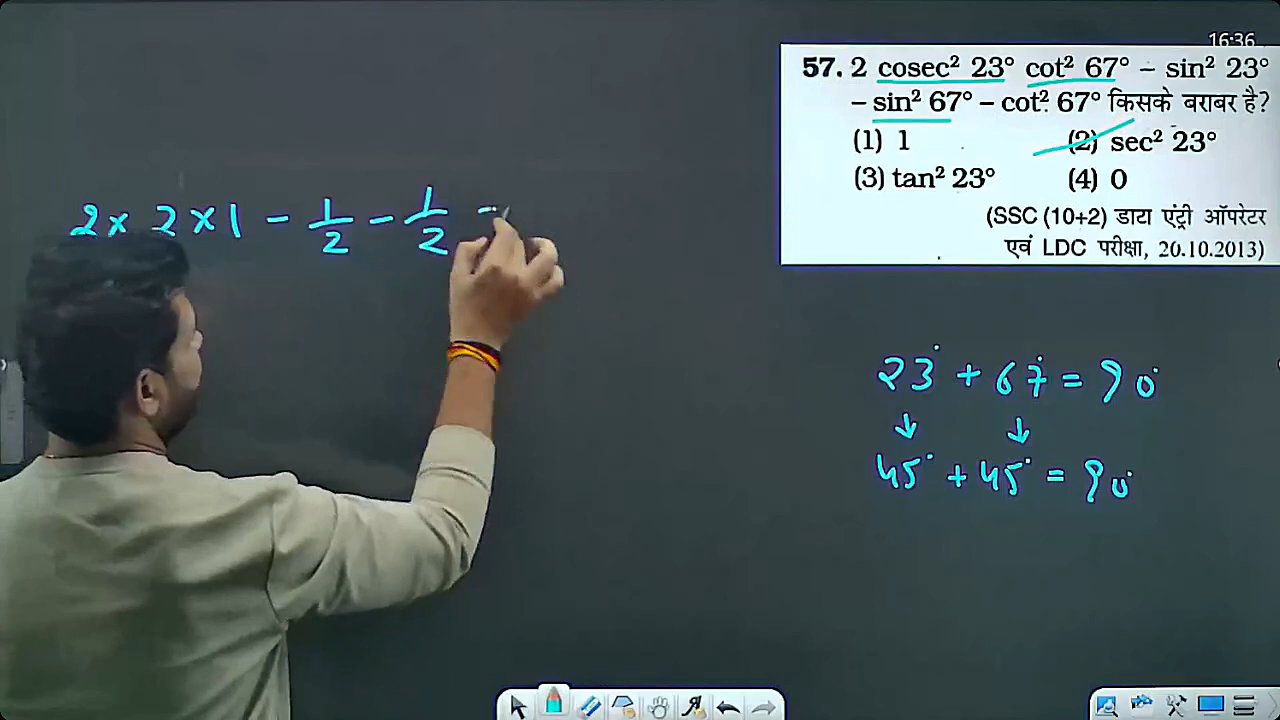 16:36
57. 2 cosec² 23° cot² 67° – sin² 23°
– sin² 67° – cot² 67° किसके बराबर है?
(1) 1 (2) sec² 23°
(3) tan² 23° (4) 0
(SSC (10+2) डाटा एंट्री ऑपरेटर
एवं LDC परीक्षा, 20.10.2013)
2 × 2 × 1 – 1/2 – 1/2 –
23° + 67° = 90°
↓ ↓
45° + 45° = 90°